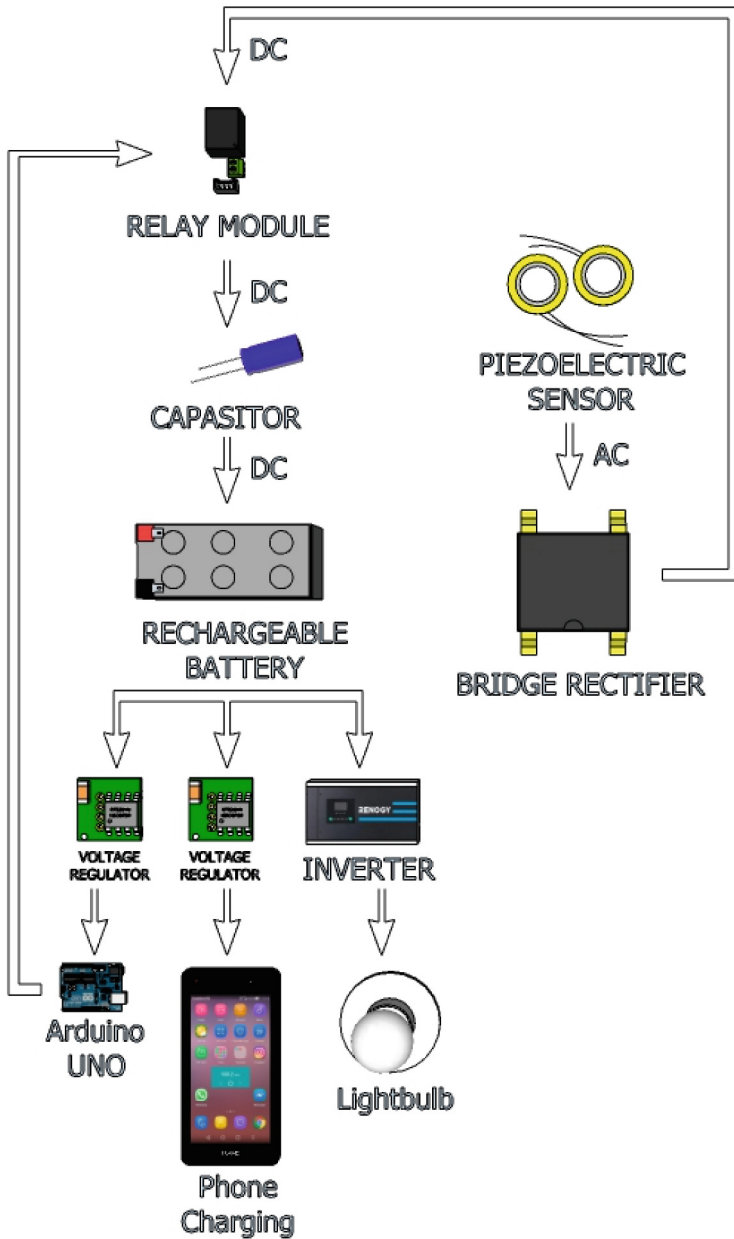 DC
RELAY MODULE
DC
CAPASITOR
DC
RECHARGEABLE
BATTERY
PIEZOELECTRIC
SENSOR
AC
BRIDGE RECTIFIER
VOLTAGE
REGULATOR
VOLTAGE
REGULATOR
RENOGY
INVERTER
Arduino
UNO
Phone
Charging
Lightbulb